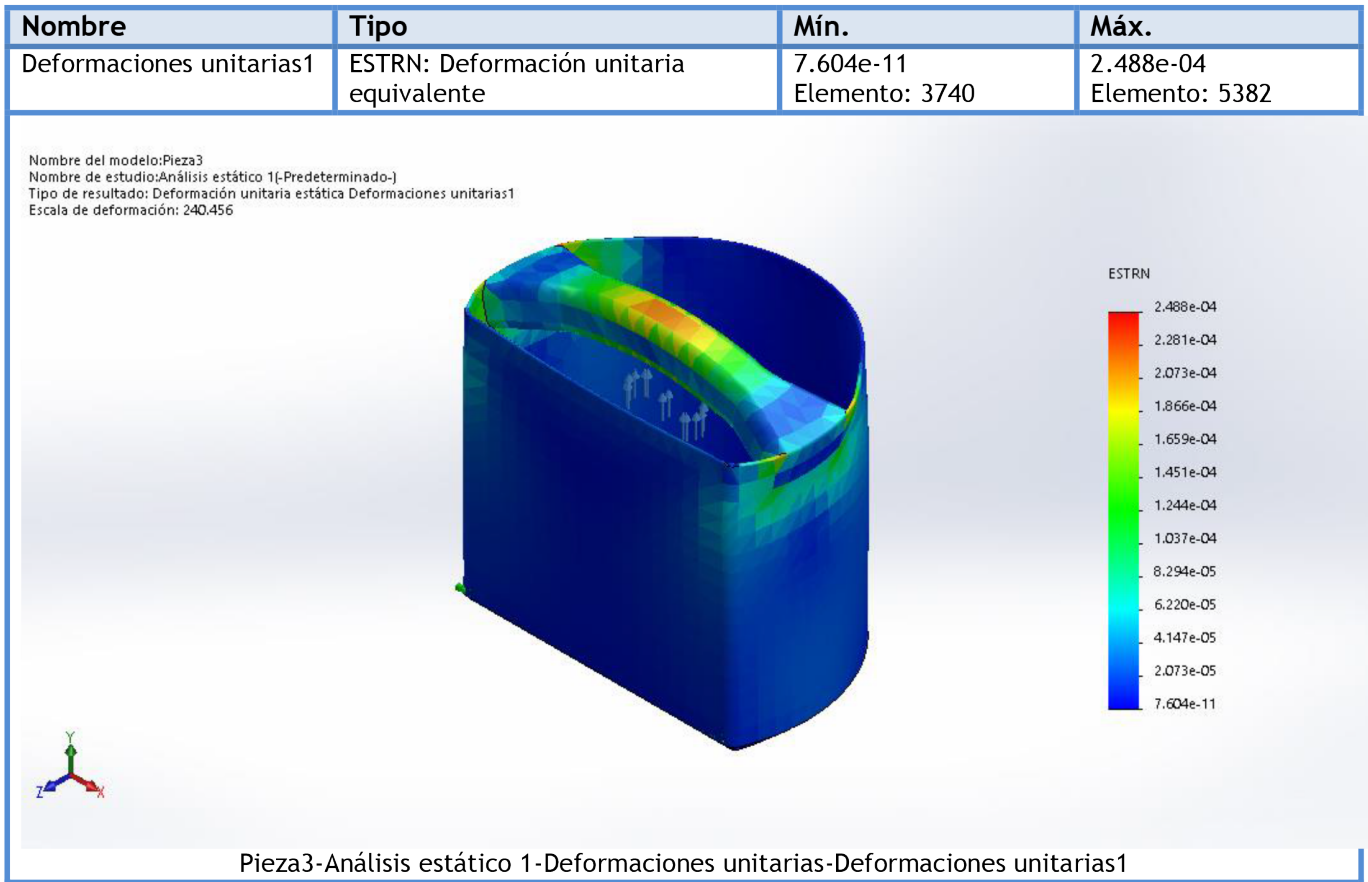 Nombre Tipo Mín. Máx.
Deformaciones unitarias1 ESTRN: Deformación unitaria equivalente 7.604e-11 Elemento: 3740 2.488e-04 Elemento: 5382
Nombre del modelo:Pieza3
Nombre de estudio:Análisis estático 1(-Predeterminado-)
Tipo de resultado: Deformación unitaria estática Deformaciones unitarias1
Escala de deformación: 240.456
ESTRN
2.488e-04
2.281e-04
2.073e-04
1.866e-04
1.659e-04
1.451e-04
1.244e-04
1.037e-04
8.294e-05
6.220e-05
4.147e-05
2.073e-05
7.604e-11
Y
Z X
Pieza3-Análisis estático 1-Deformaciones unitarias-Deformaciones unitarias1